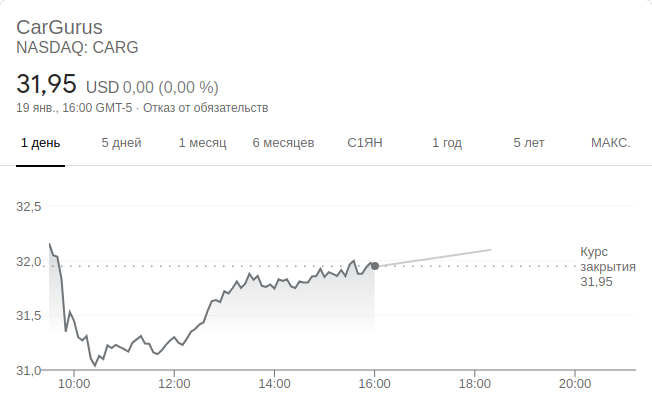 CarGurus
NASDAQ: CARG
31,95 USD 0,00 (0,00 %)
19 янв., 16:00 GMT-5 · Отказ от обязательств
1 день 5 дней 1 месяц 6 месяцев С1ЯН 1 год 5 лет МАКС.
32,5
32,0
31,5
31,0
Курс
закрытия
31,95
10:00 12:00 14:00 16:00 18:00 20:00